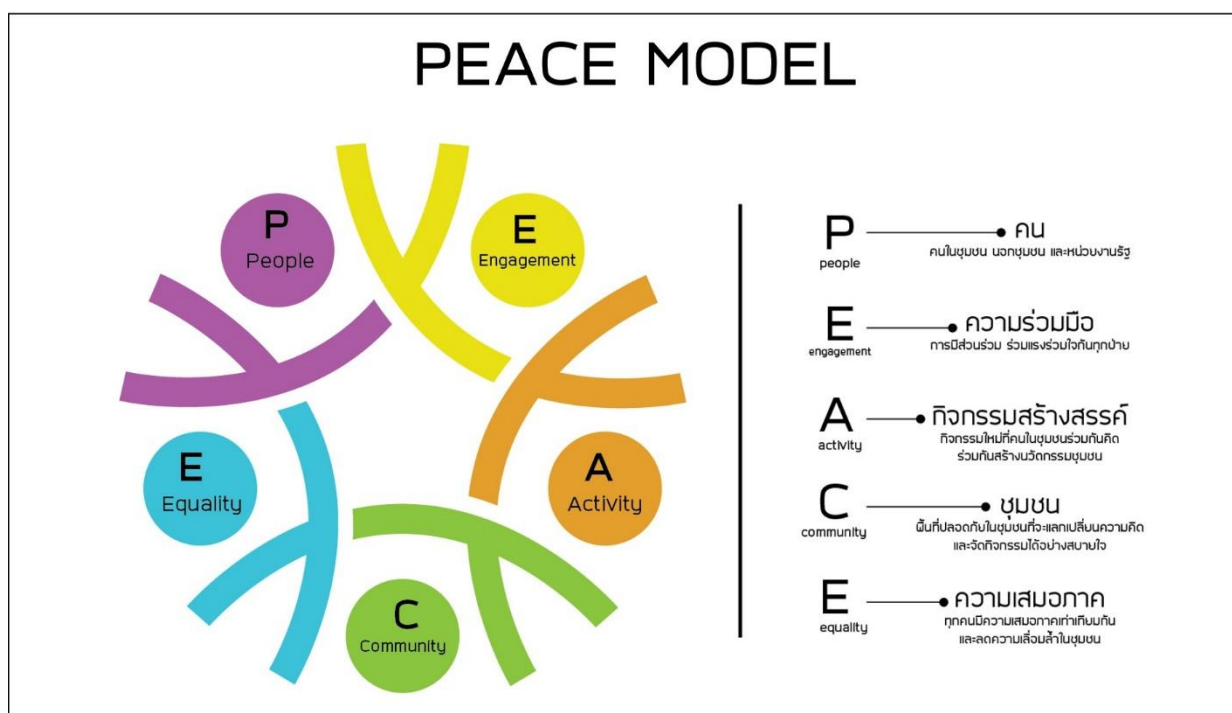 PEACE MODEL
P
People
E
Engagement
A
Activity
C
Community
E
Equality
P
people
คน
คนในชุมชน นอกชุมชน และหน่วยงานรัฐ
E
engagement
ความร่วมมือ
การมีส่วนร่วม ร่วมแรงร่วมใจกันทุกฝ่าย
A
activity
กิจกรรมสร้างสรรค์
กิจกรรมใหม่ที่คนในชุมชนร่วมกันคิด
ร่วมกันสร้างนวัตกรรมชุมชน
C
community
ชุมชน
พื้นที่ปลอดภัยในชุมชนที่จะแลกเปลี่ยนความคิด
และจัดกิจกรรมได้อย่างสบายใจ
E
equality
ความเสมอภาค
ทุกคนมีความเสมอภาคเท่าเทียมกัน
และลดความเลื่อมล้ำในชุมชน